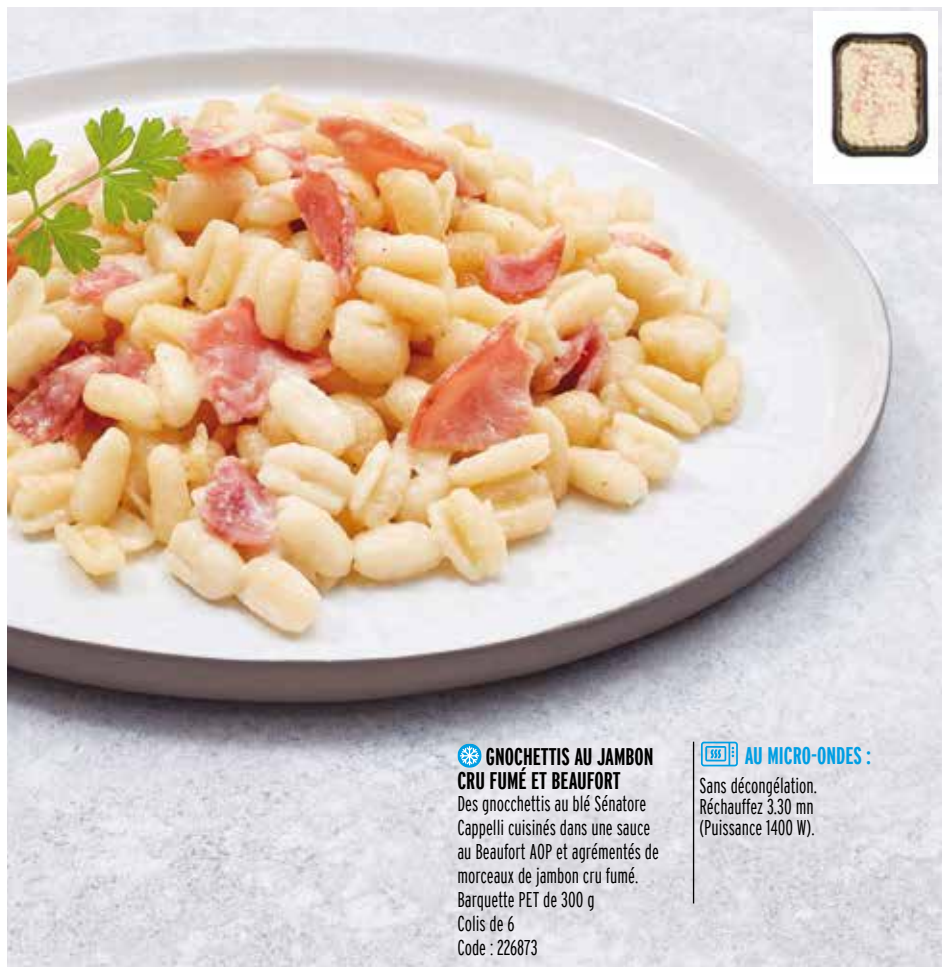 GNOCHETTIS AU JAMBON
CRU FUMÉ ET BEAUFORT
Des gnocchettis au blé Sénatore
Cappelli cuisinés dans une sauce
au Beaufort AOP et agrémentés de
morceaux de jambon cru fumé.
Barquette PET de 300 g
Colis de 6
Code : 226873
AU MICRO-ONDES :
Sans décongélation.
Réchauffez 3.30 mn
(Puissance 1400 W).